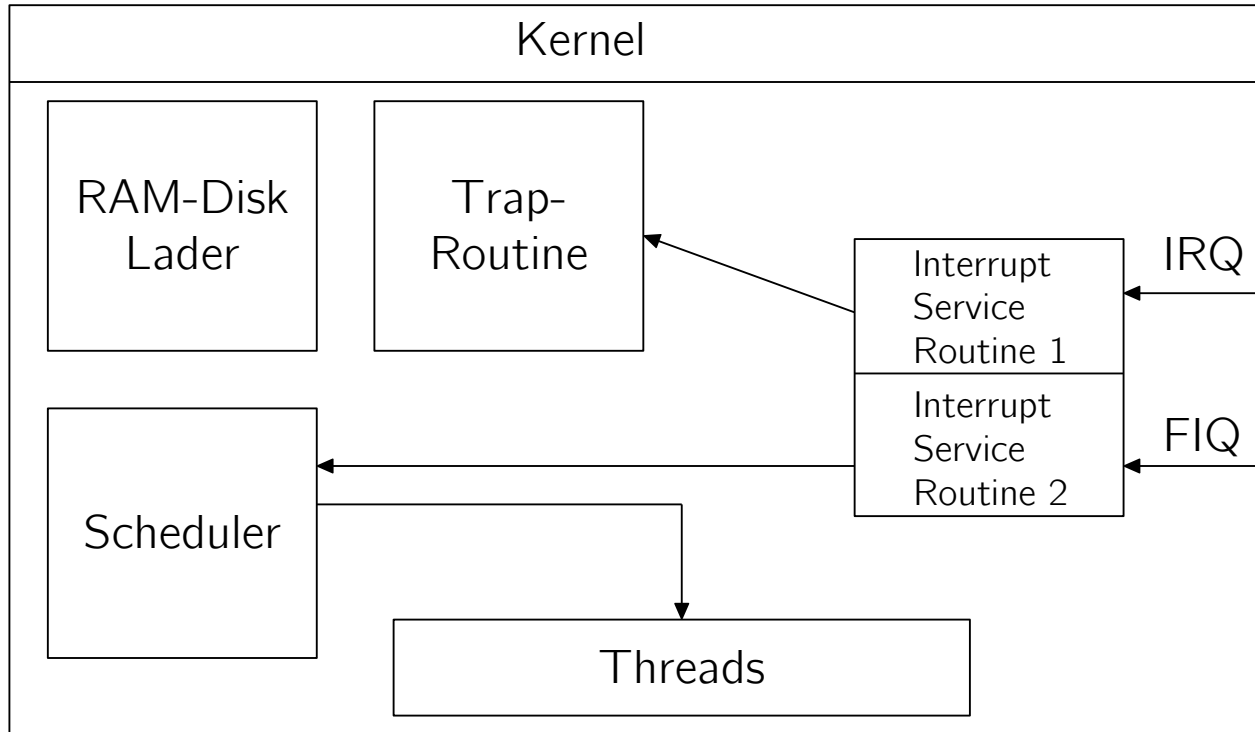 Kernel
RAM-Disk
Lader
Trap-
Routine
Interrupt
Service
Routine 1
IRQ
Interrupt
Service
Routine 2
FIQ
Scheduler
Threads